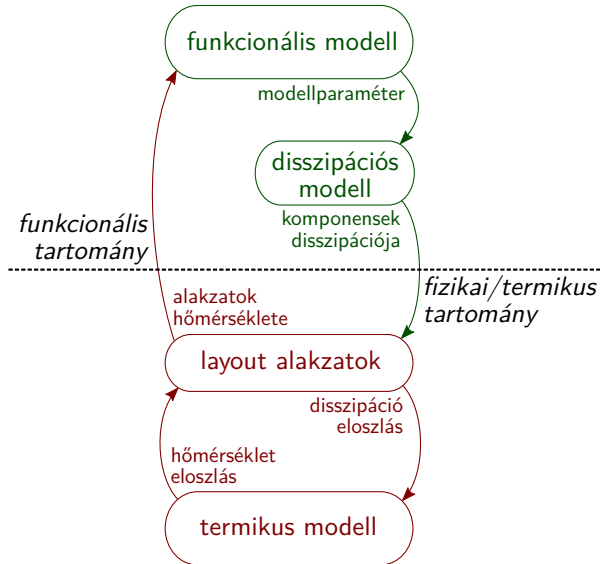 funkcionális modell
modellparaméter
disszipációs
modell
komponensek
disszipációja
funkcionális
tartomány
fizikai/termikus
tartomány
alakzatok
hőmérséklete
layout alakzatok
disszipáció
eloszlás
hőmérséklet
eloszlás
termikus modell